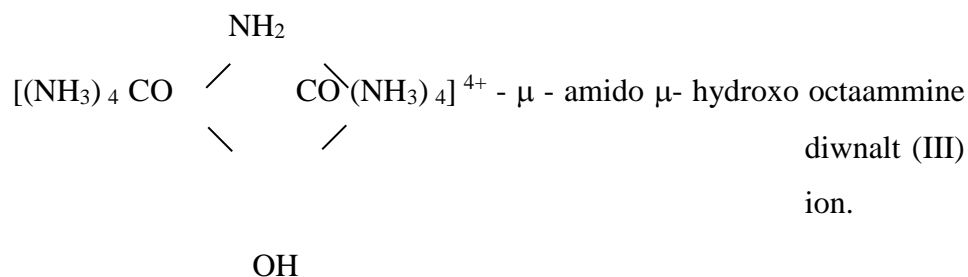 NH₂
[(NH₃) ₄ CO CO (NH₃) ₄] ⁴⁺ - μ - amido μ- hydroxo octaammine
diwnalt (III)
ion.
OH